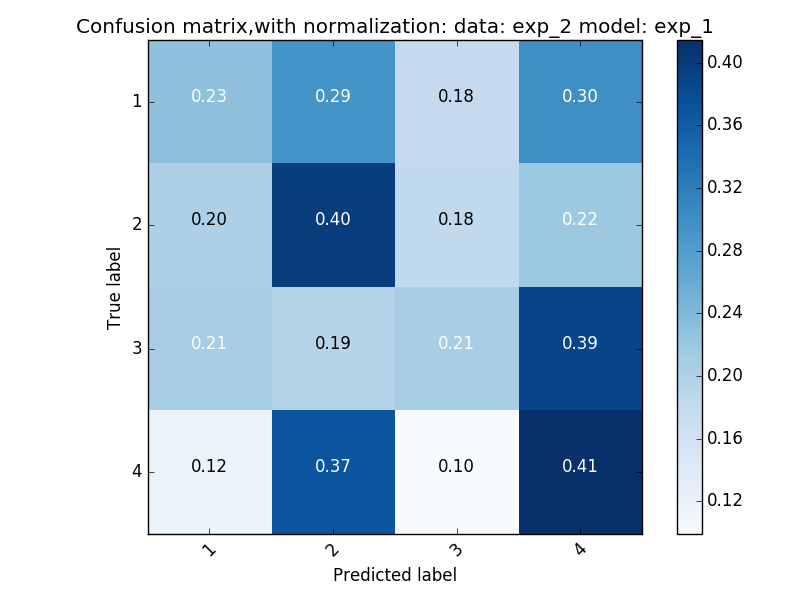 Confusion matrix,with normalization: data: exp_2 model: exp_1
True label
1
0.23 0.29 0.18 0.30
2
0.20 0.40 0.18 0.22
3
0.21 0.19 0.21 0.39
4
0.12 0.37 0.10 0.41
1 2 3 4
Predicted label
0.40
0.36
0.32
0.28
0.24
0.20
0.16
0.12